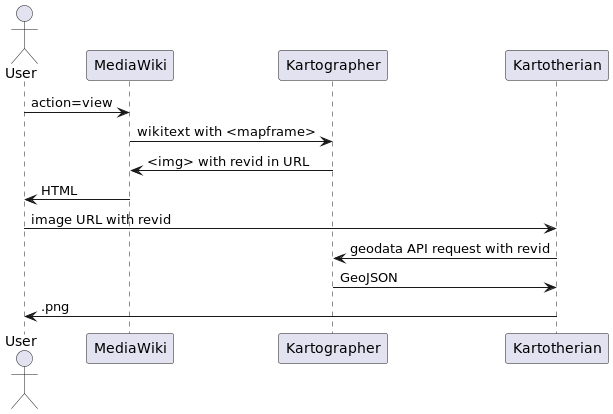 User
MediaWiki
Kartographer
Kartotherian
action=view
wikitext with <mapframe>
<img> with revid in URL
HTML
image URL with revid
geodata API request with revid
GeoJSON
.png
User
MediaWiki
Kartographer
Kartotherian